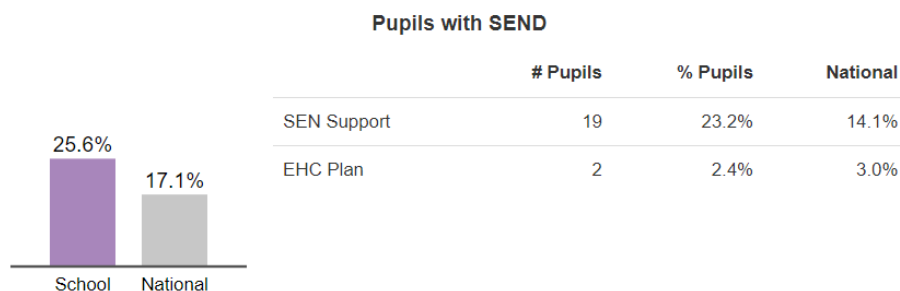 Pupils with SEND
# Pupils % Pupils National
SEN Support 19 23.2% 14.1%
EHC Plan 2 2.4% 3.0%
25.6%
17.1%
School National